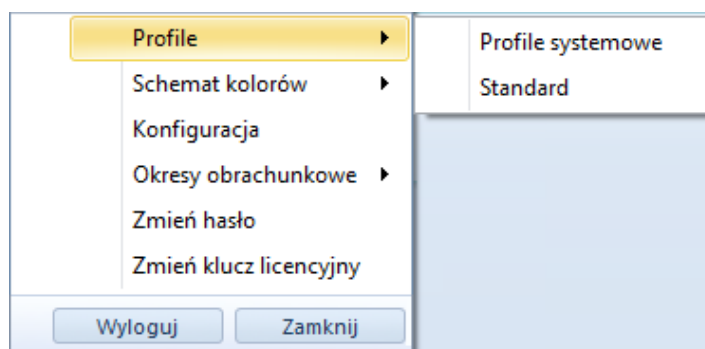 Profile
Schemat kolorów
Konfiguracja
Okresy obrachunkowe
Zmień hasło
Zmień klucz licencyjny
Wyloguj
Zamknij
Profile systemowe
Standard